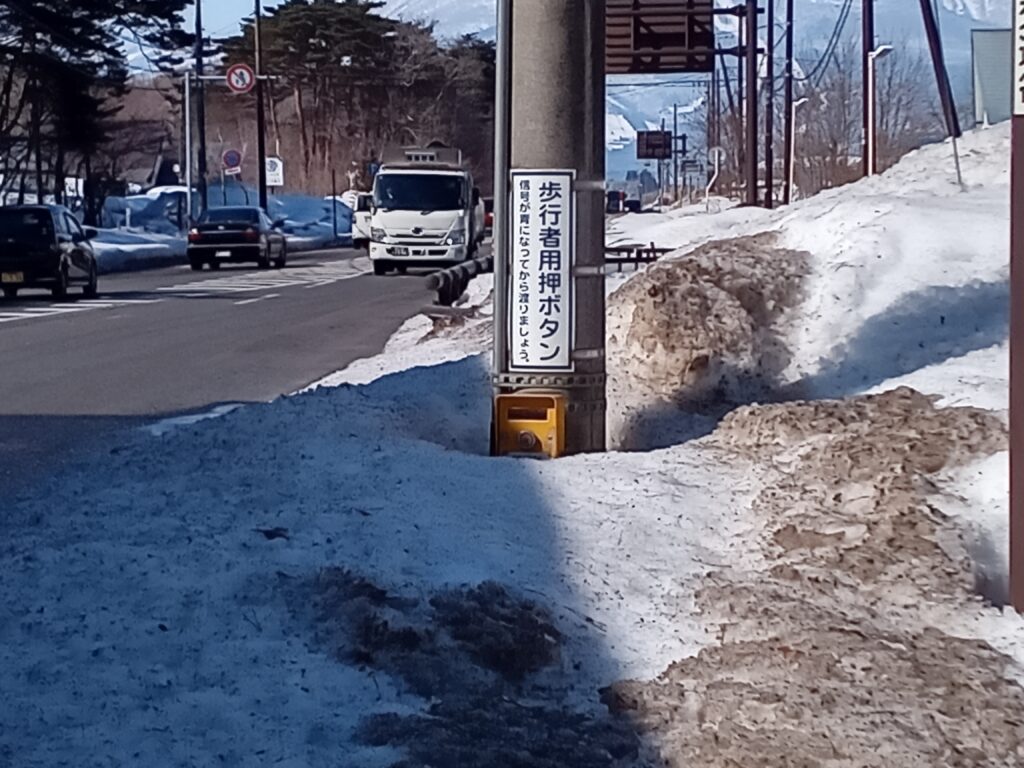 歩行者用押ボタン
信号が青になってから渡りましょう。